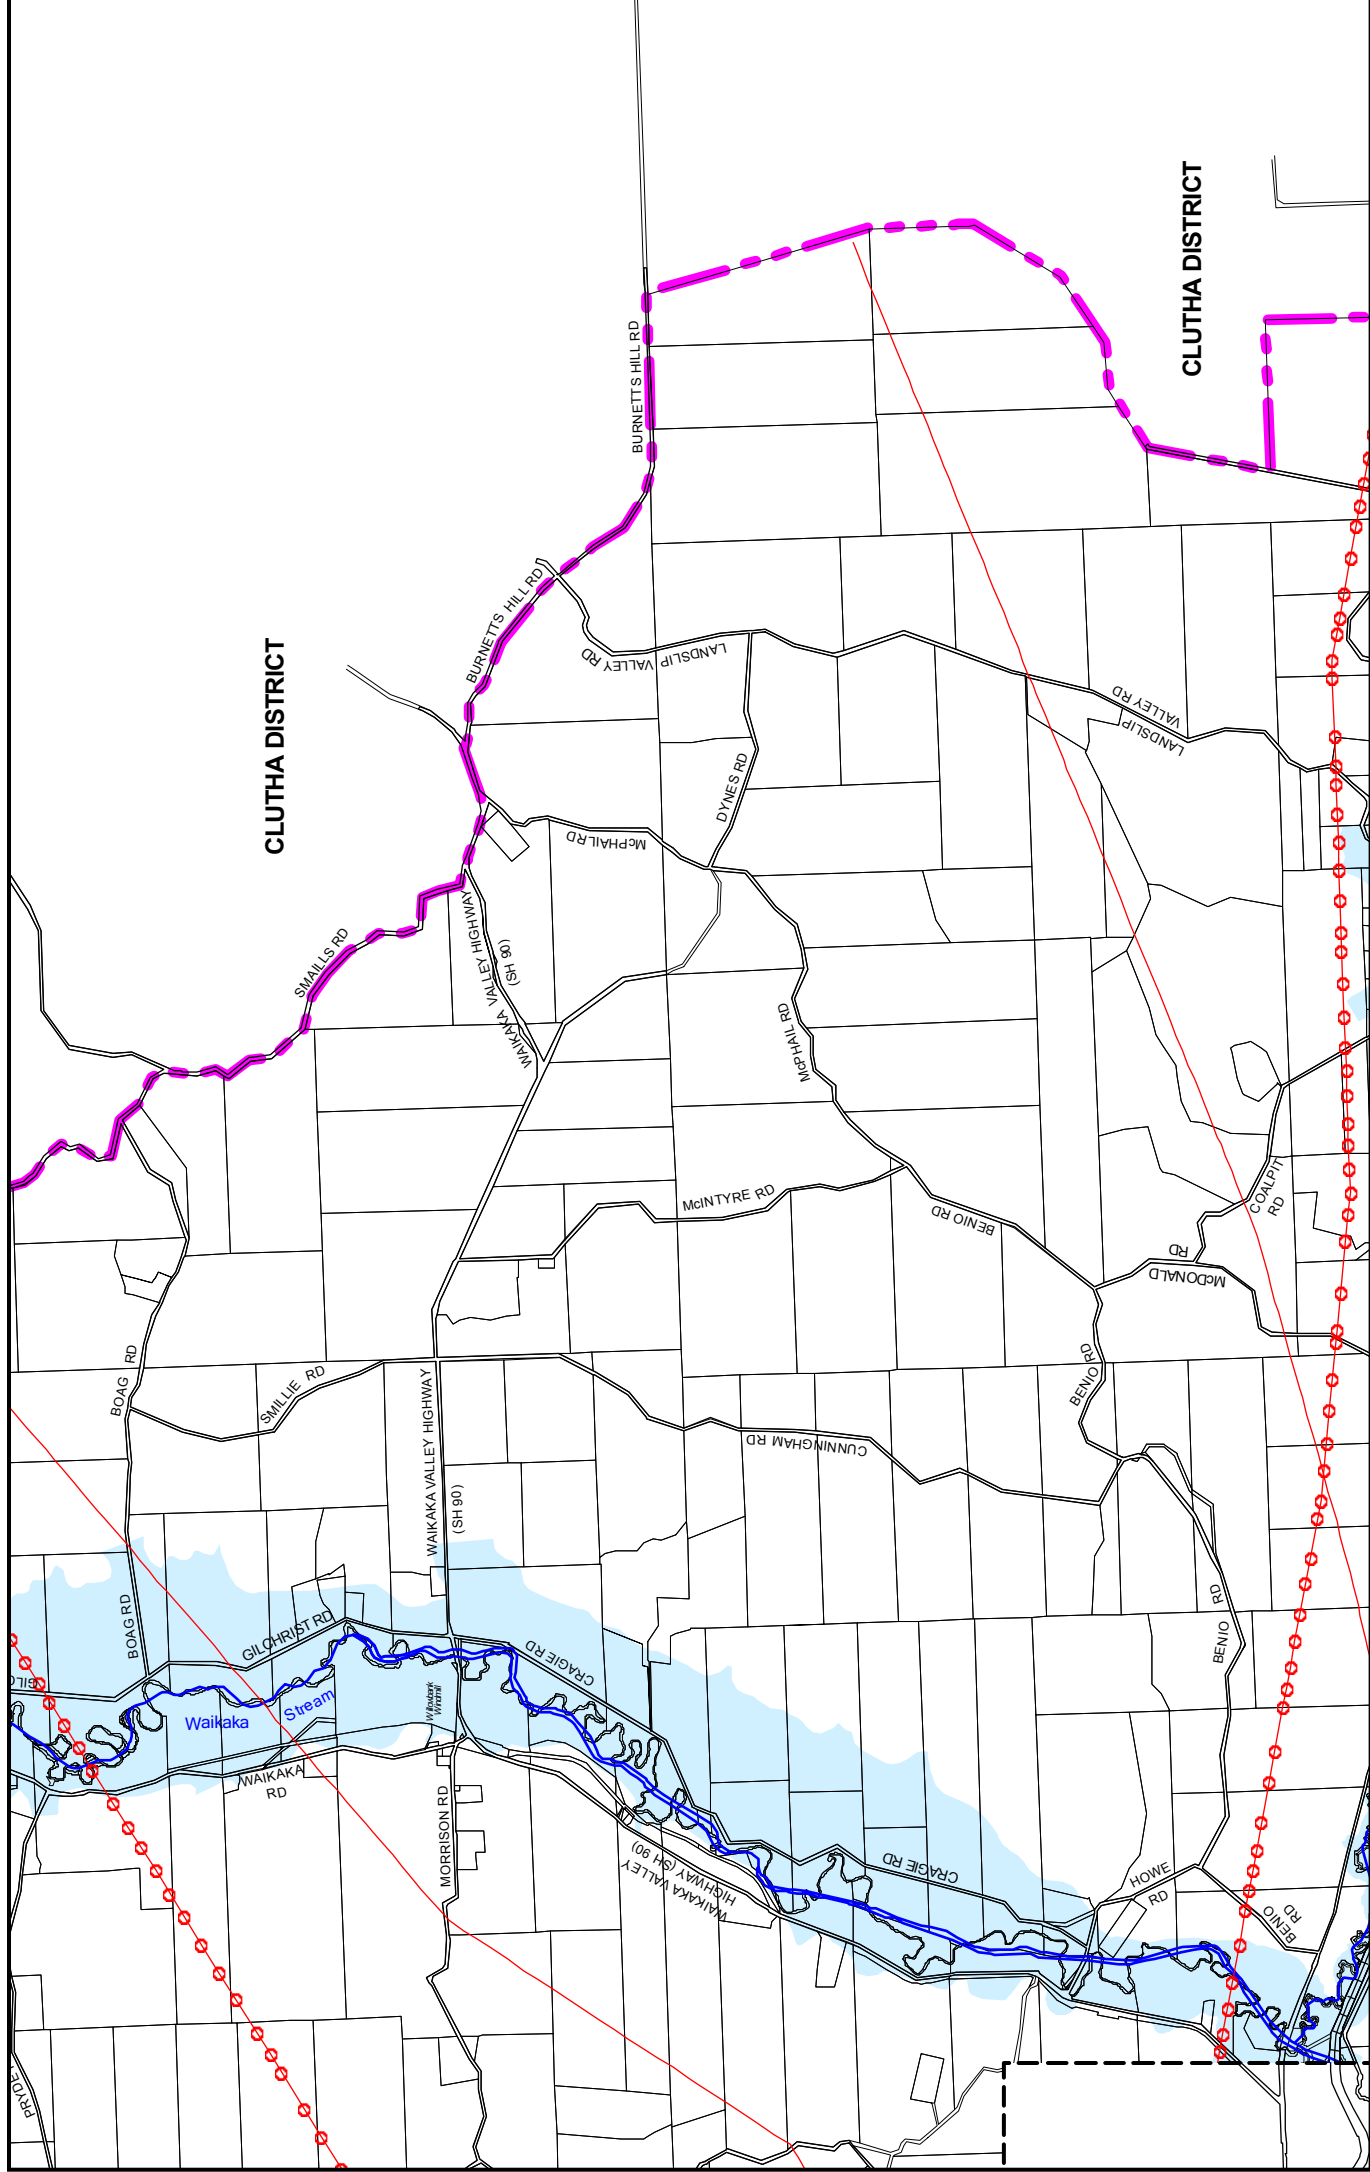 CLUTHA DISTRICT
BURNETTS HILL RD
BURNETTS HILL RD
CLUTHA DISTRICT
LANDSLIP VALLEY RD
LANDSLIP
VALLEY RD
DYNES RD
McPHAIL RD
SMAILLS RD
WAIKAKA VALLEY HIGHWAY
(SH 90)
McPHAIL RD
McINTYRE RD
BENIO RD
COALPIT
RD
McDONALD
RD
BOAG RD
SMILLIE RD
WAIKAKA VALLEY HIGHWAY
(SH 90)
CUNNINGHAM RD
BENIO RD
BOAG RD
GILCHRIST RD
CRAGIE RD
BENIO RD
GILC
Waikaka
Stream
Willowbank
Windmill
WAIKAKA
RD
MORRISON RD
WAIKAKA VALLEY
HIGHWAY (SH 90)
CRAGIE RD
HOWE
RD
BENIO
RD
PRYDE